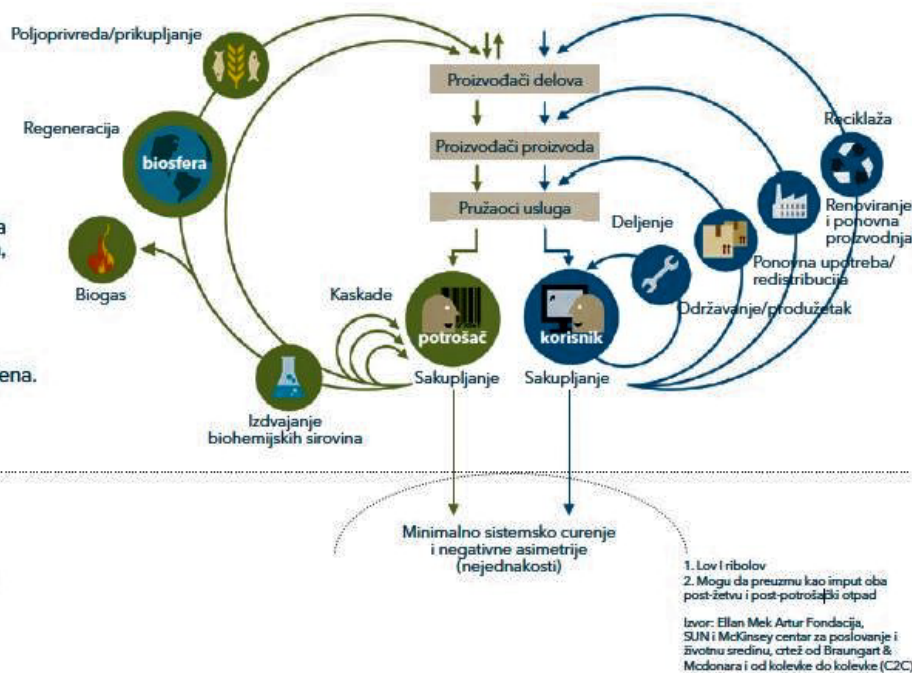 Poljoprivreda/prikupljanje
Regeneracija
biosfera
Biogas
Kaskade
Izdvajanje
biohemijskih sirovina
Proizvođači delova
Proizvođači proizvoda
Pružaoci usluga
potrošač
Sakupljanje
korisnik
Sakupljanje
Deljenje
Održavanje/produžetak
Ponovna upotreba/
redistribucija
Renoviranje
i ponovna
proizvodnja
Reciklaža
ena.
Minimalno sistemsko curenje
i negativne asimetrije
(nejednakosti)
1. Lov I ribolov
2. Mogu da preuzmu kao imput oba
post-žetvu i post-potrošački otpad
Izvor: Ellan Mek Artur Fondacija,
SUN i McKinsey centar za poslovanje i
životnu sredinu, crtež od Braungart &
Mcdonara i od kolevke do kolevke (C2C)